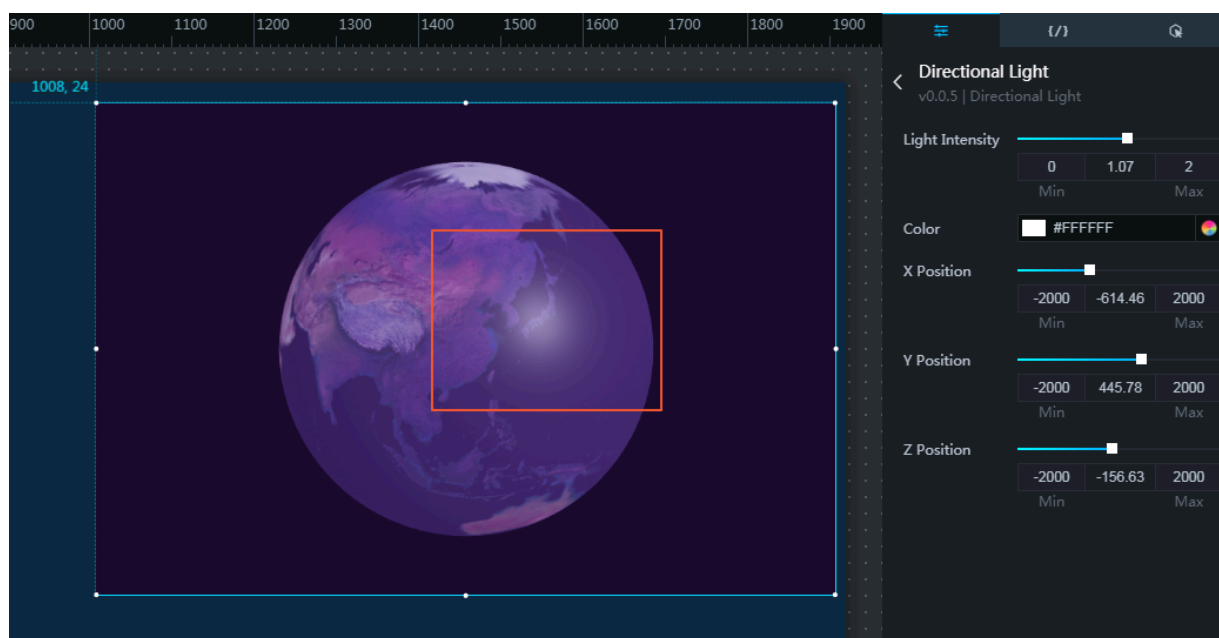 900 1000 1100 1200 1300 1400 1500 1600 1700 1800 1900
{/}
1008, 24
Directional Light
v0.0.5 | Directional Light
Light Intensity
0 1.07 2
Min Max
Color #FFFFFF
X Position
-2000 -614.46 2000
Min Max
Y Position
-2000 445.78 2000
Min Max
Z Position
-2000 -156.63 2000
Min Max